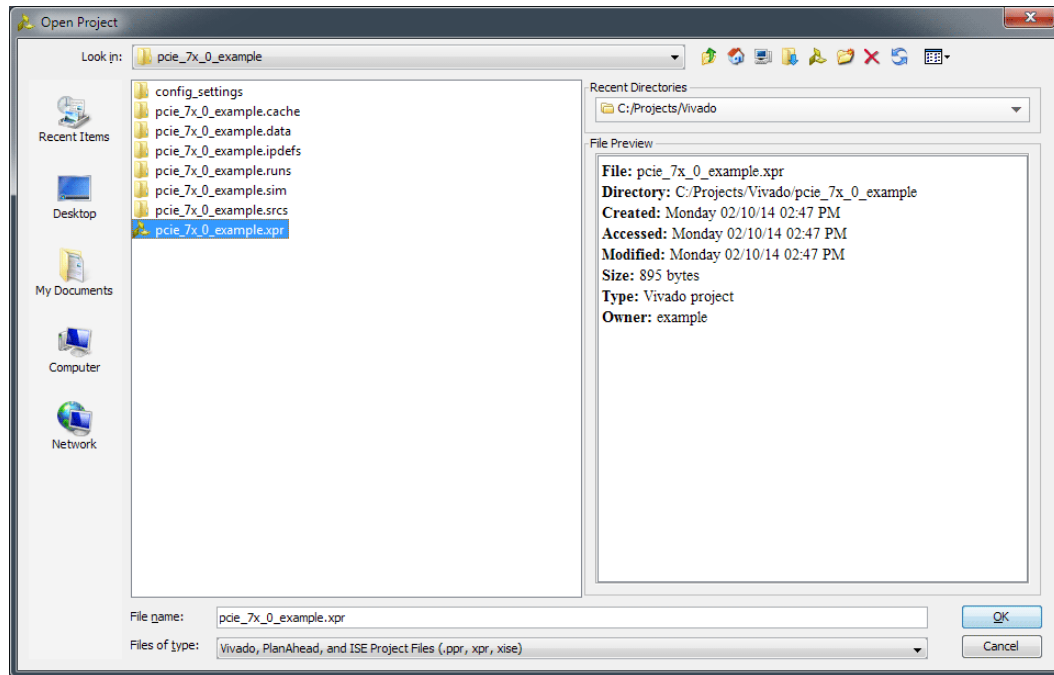 Open Project
Look in:
pcie_7x_0_example
Recent Items
Desktop
My Documents
Computer
Network
config_settings
pcie_7x_0_example.cache
pcie_7x_0_example.data
pcie_7x_0_example.ipdefs
pcie_7x_0_example.runs
pcie_7x_0_example.sim
pcie_7x_0_example.srcs
pcie_7x_0_example.xpr
Recent Directories
C:/Projects/Vivado
File Preview
File: pcie_7x_0_example.xpr
Directory: C:/Projects/Vivado/pcie_7x_0_example
Created: Monday 02/10/14 02:47 PM
Accessed: Monday 02/10/14 02:47 PM
Modified: Monday 02/10/14 02:47 PM
Size: 895 bytes
Type: Vivado project
Owner: example
File name:
pcie_7x_0_example.xpr
OK
Files of type:
Vivado, PlanAhead, and ISE Project Files (.ppr, xpr, xise)
Cancel